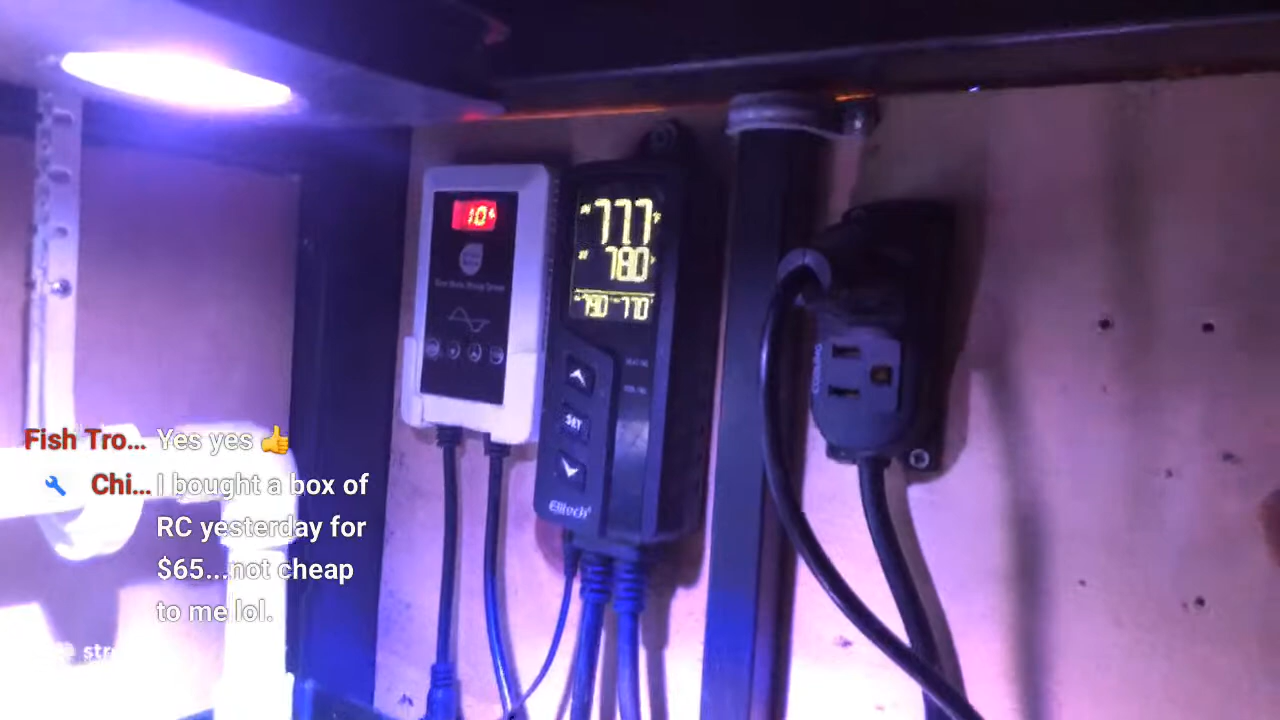 10
77.7 °F
78.0
79.0 77.0
SET
Elitech
Fish Tro... Yes yes 👍
Chi... I bought a box of
RC yesterday for
$65...not cheap
to me lol.